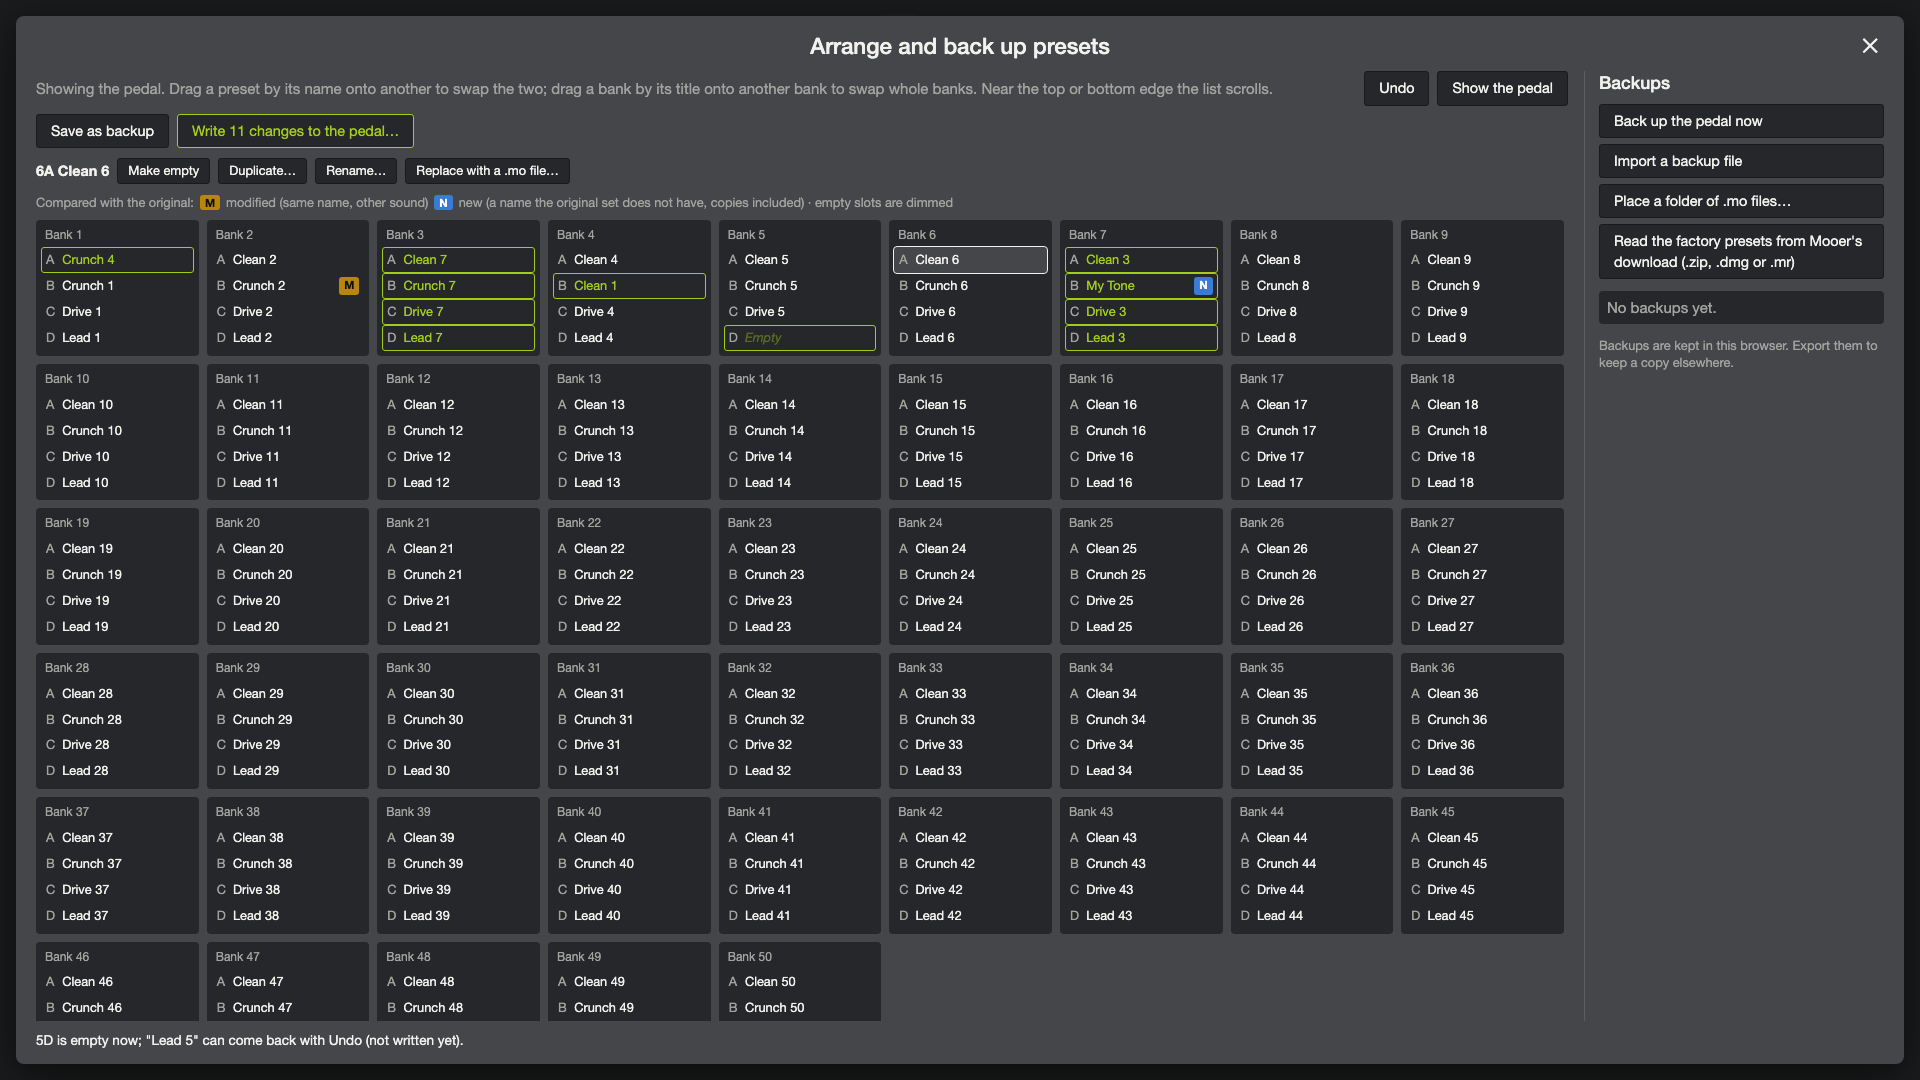 Arrange and back up presets
Showing the pedal. Drag a preset by its name onto another to swap the two; drag a bank by its title onto another bank to swap whole banks. Near the top or bottom edge the list scrolls.
Undo
Show the pedal
Save as backup
Write 11 changes to the pedal...
6A Clean 6
Make empty
Duplicate...
Rename...
Replace with a .mo file...
Compared with the original: M modified (same name, other sound) N new (a name the original set does not have, copies included) · empty slots are dimmed
Bank 1
A Crunch 4
B Crunch 1
C Drive 1
D Lead 1
Bank 2
A Clean 2
B Crunch 2 M
C Drive 2
D Lead 2
Bank 3
A Clean 7
B Crunch 7
C Drive 7
D Lead 7
Bank 4
A Clean 4
B Clean 1
C Drive 4
D Lead 4
Bank 5
A Clean 5
B Crunch 5
C Drive 5
D Empty
Bank 6
A Clean 6
B Crunch 6
C Drive 6
D Lead 6
Bank 7
A Clean 3
B My Tone N
C Drive 3
D Lead 3
Bank 8
A Clean 8
B Crunch 8
C Drive 8
D Lead 8
Bank 9
A Clean 9
B Crunch 9
C Drive 9
D Lead 9
Bank 10
A Clean 10
B Crunch 10
C Drive 10
D Lead 10
Bank 11
A Clean 11
B Crunch 11
C Drive 11
D Lead 11
Bank 12
A Clean 12
B Crunch 12
C Drive 12
D Lead 12
Bank 13
A Clean 13
B Crunch 13
C Drive 13
D Lead 13
Bank 14
A Clean 14
B Crunch 14
C Drive 14
D Lead 14
Bank 15
A Clean 15
B Crunch 15
C Drive 15
D Lead 15
Bank 16
A Clean 16
B Crunch 16
C Drive 16
D Lead 16
Bank 17
A Clean 17
B Crunch 17
C Drive 17
D Lead 17
Bank 18
A Clean 18
B Crunch 18
C Drive 18
D Lead 18
Bank 19
A Clean 19
B Crunch 19
C Drive 19
D Lead 19
Bank 20
A Clean 20
B Crunch 20
C Drive 20
D Lead 20
Bank 21
A Clean 21
B Crunch 21
C Drive 21
D Lead 21
Bank 22
A Clean 22
B Crunch 22
C Drive 22
D Lead 22
Bank 23
A Clean 23
B Crunch 23
C Drive 23
D Lead 23
Bank 24
A Clean 24
B Crunch 24
C Drive 24
D Lead 24
Bank 25
A Clean 25
B Crunch 25
C Drive 25
D Lead 25
Bank 26
A Clean 26
B Crunch 26
C Drive 26
D Lead 26
Bank 27
A Clean 27
B Crunch 27
C Drive 27
D Lead 27
Bank 28
A Clean 28
B Crunch 28
C Drive 28
D Lead 28
Bank 29
A Clean 29
B Crunch 29
C Drive 29
D Lead 29
Bank 30
A Clean 30
B Crunch 30
C Drive 30
D Lead 30
Bank 31
A Clean 31
B Crunch 31
C Drive 31
D Lead 31
Bank 32
A Clean 32
B Crunch 32
C Drive 32
D Lead 32
Bank 33
A Clean 33
B Crunch 33
C Drive 33
D Lead 33
Bank 34
A Clean 34
B Crunch 34
C Drive 34
D Lead 34
Bank 35
A Clean 35
B Crunch 35
C Drive 35
D Lead 35
Bank 36
A Clean 36
B Crunch 36
C Drive 36
D Lead 36
Bank 37
A Clean 37
B Crunch 37
C Drive 37
D Lead 37
Bank 38
A Clean 38
B Crunch 38
C Drive 38
D Lead 38
Bank 39
A Clean 39
B Crunch 39
C Drive 39
D Lead 39
Bank 40
A Clean 40
B Crunch 40
C Drive 40
D Lead 40
Bank 41
A Clean 41
B Crunch 41
C Drive 41
D Lead 41
Bank 42
A Clean 42
B Crunch 42
C Drive 42
D Lead 42
Bank 43
A Clean 43
B Crunch 43
C Drive 43
D Lead 43
Bank 44
A Clean 44
B Crunch 44
C Drive 44
D Lead 44
Bank 45
A Clean 45
B Crunch 45
C Drive 45
D Lead 45
Bank 46
A Clean 46
B Crunch 46
Bank 47
A Clean 47
B Crunch 47
Bank 48
A Clean 48
B Crunch 48
Bank 49
A Clean 49
B Crunch 49
Bank 50
A Clean 50
B Crunch 50
5D is empty now; "Lead 5" can come back with Undo (not written yet).
Backups
Back up the pedal now
Import a backup file
Place a folder of .mo files...
Read the factory presets from Mooer's
download (.zip, .dmg or .mr)
No backups yet.
Backups are kept in this browser. Export them to
keep a copy elsewhere.